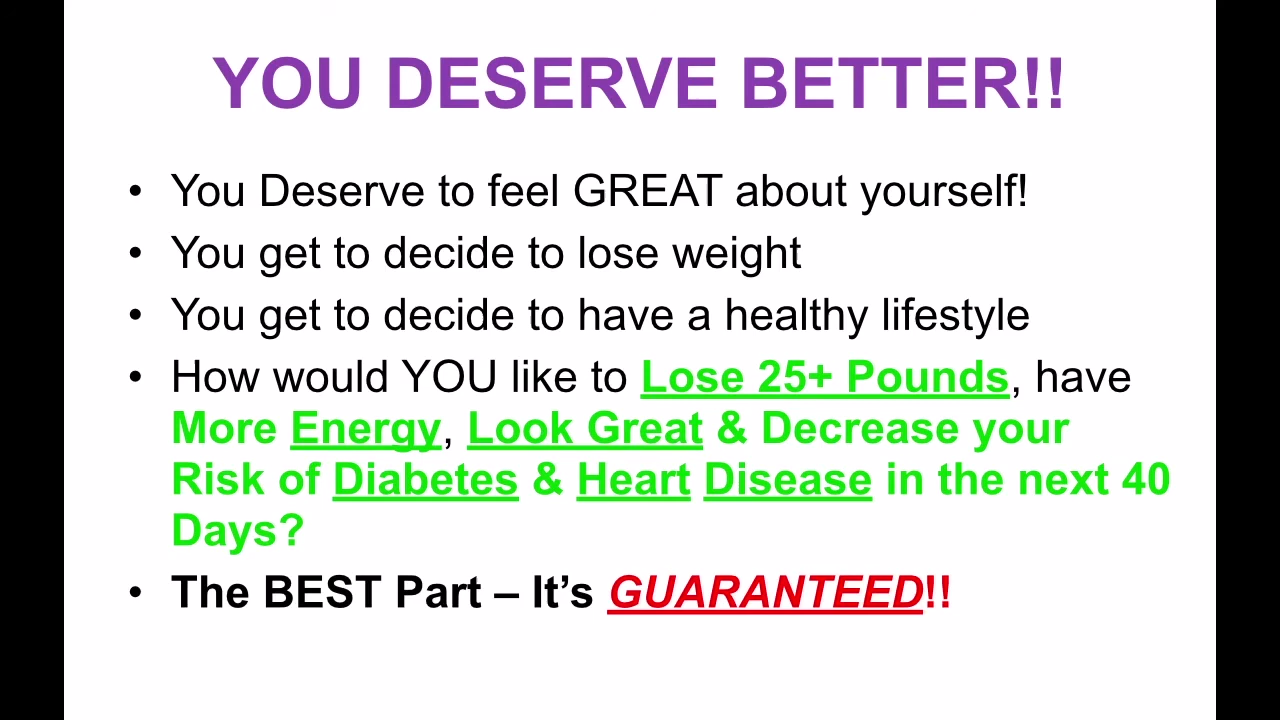 YOU DESERVE BETTER!!
• You Deserve to feel GREAT about yourself!
• You get to decide to lose weight
• You get to decide to have a healthy lifestyle
• How would YOU like to Lose 25+ Pounds, have
More Energy, Look Great & Decrease your
Risk of Diabetes & Heart Disease in the next 40
Days?
• The BEST Part – It’s GUARANTEED!!